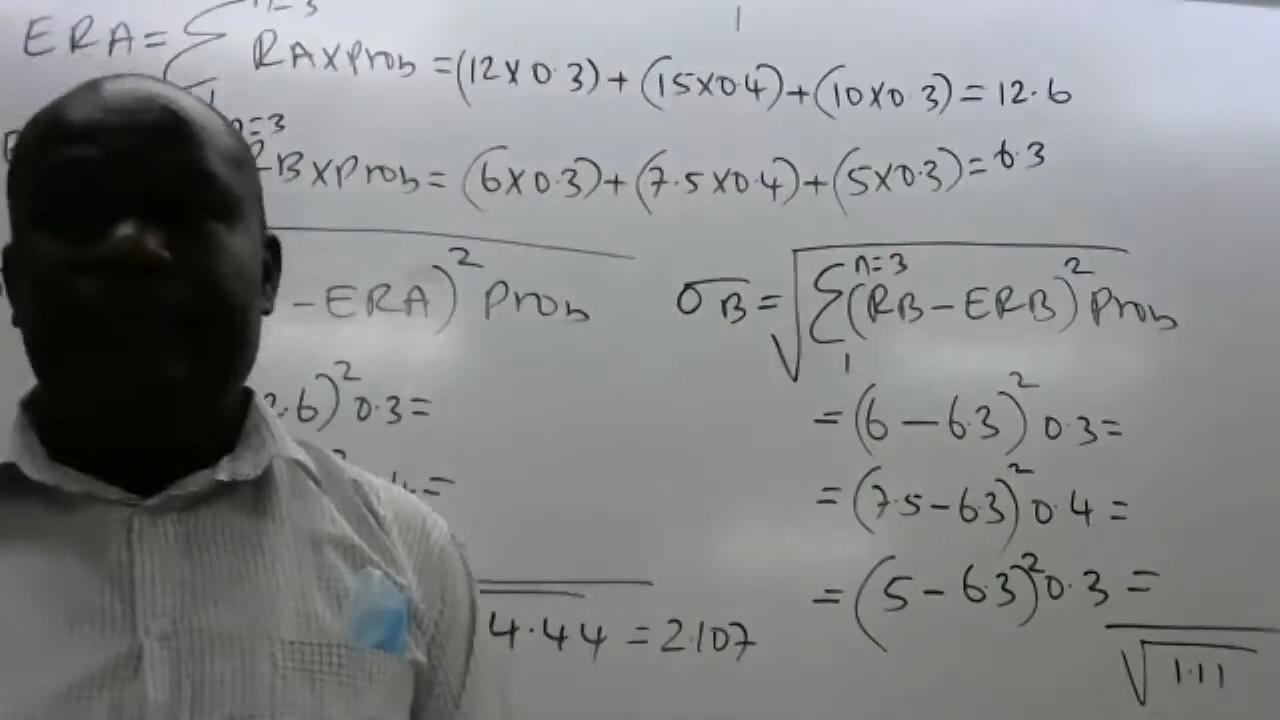 ERA = Σ RA x Prob = (12 x 0.3) + (15 x 0.4) + (10 x 0.3) = 12.6
n=3
RB x Prob = (6 x 0.3) + (7.5 x 0.4) + (5 x 0.3) = 6.3
- ERA)² Prob
σB = √Σ(RB - ERB)² Prob
n=3
1
.6)² 0.3 =
= (6 - 6.3)² 0.3 =
= (7.5 - 6.3)² 0.4 =
= (5 - 6.3)² 0.3 =
4.44 = 2.107
√1.11